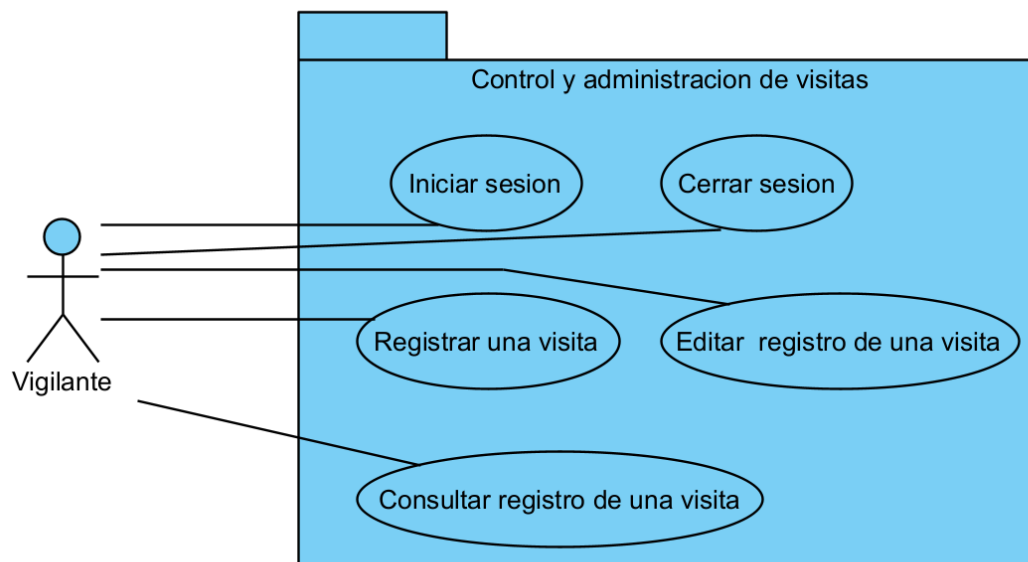 Control y administracion de visitas
Iniciar sesion
Cerrar sesion
Registrar una visita
Editar registro de una visita
Vigilante
Consultar registro de una visita